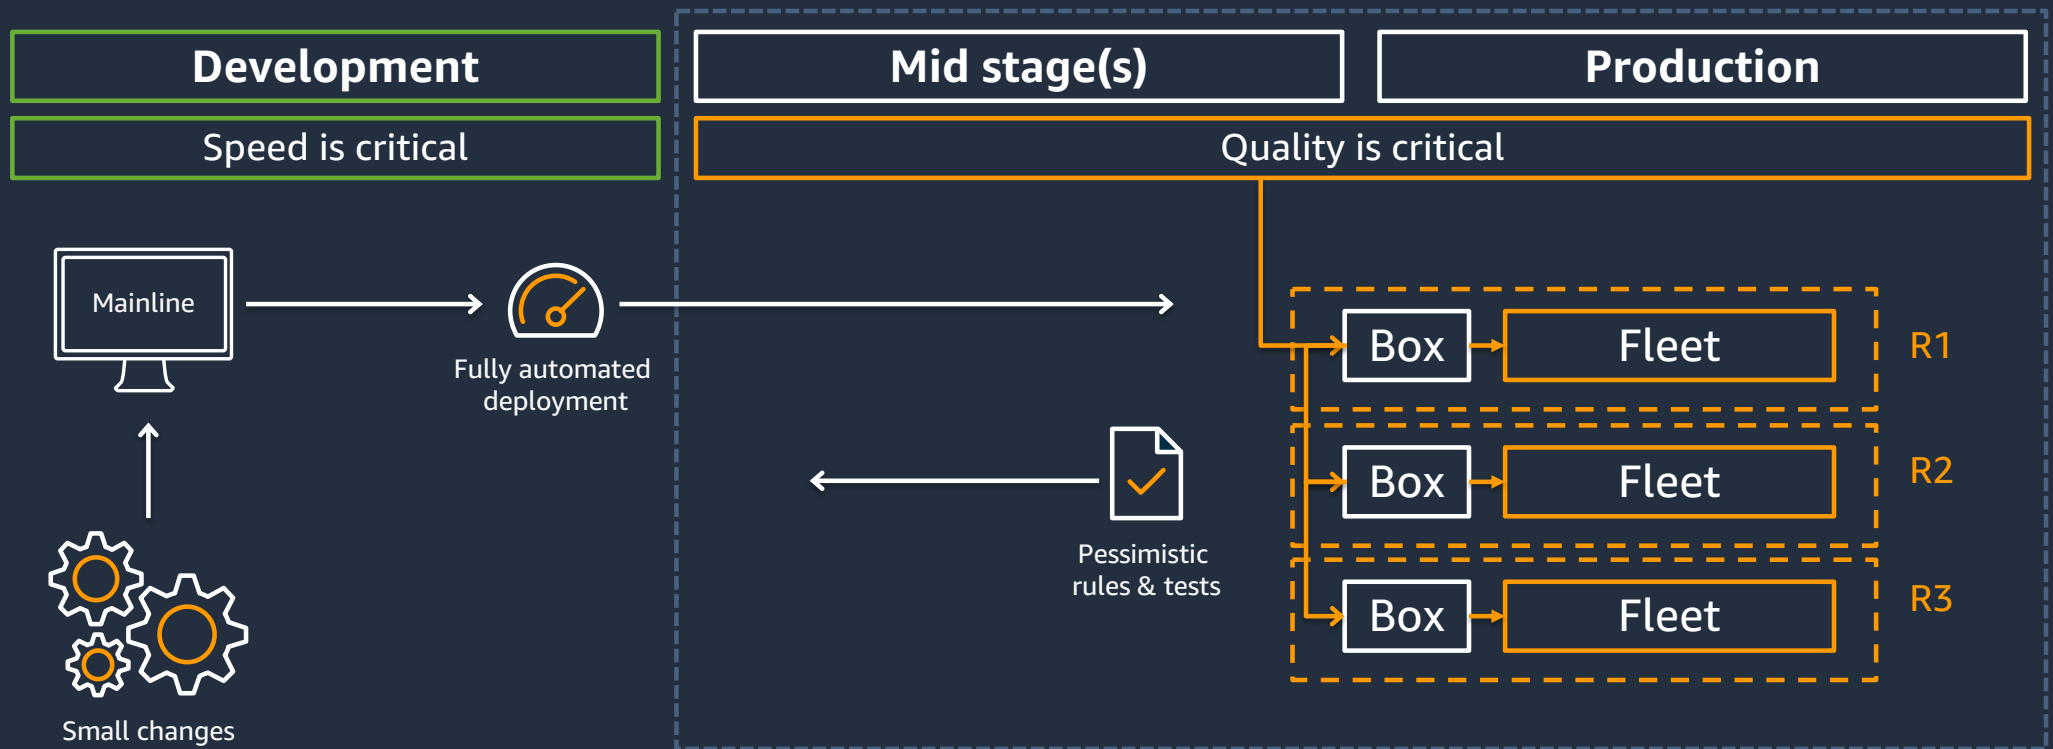 Development
Mid stage(s)
Production
Speed is critical
Quality is critical
Mainline
Fully automated
deployment
Small changes
Pessimistic
rules & tests
Box
Fleet
R1
Box
Fleet
R2
Box
Fleet
R3